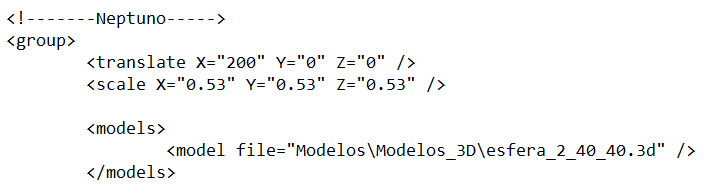 <!-------Neptuno----->
<group>
<translate X="200" Y="0" Z="0" />
<scale X="0.53" Y="0.53" Z="0.53" />
<models>
<model file="Modelos\Modelos_3D\esfera_2_40_40.3d" />
</models>